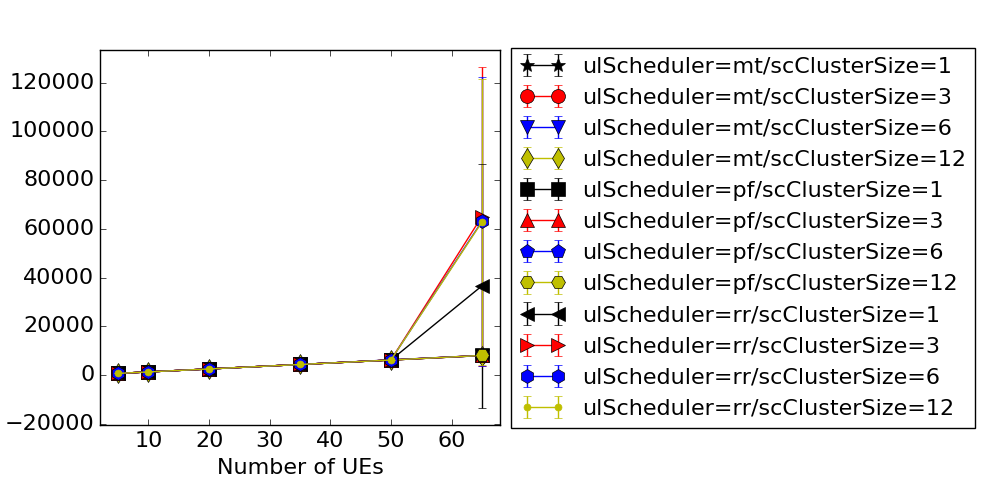 120000
100000
80000
60000
40000
20000
0
−20000
10 20 30 40 50 60
Number of UEs
ulScheduler=mt/scClusterSize=1
ulScheduler=mt/scClusterSize=3
ulScheduler=mt/scClusterSize=6
ulScheduler=mt/scClusterSize=12
ulScheduler=pf/scClusterSize=1
ulScheduler=pf/scClusterSize=3
ulScheduler=pf/scClusterSize=6
ulScheduler=pf/scClusterSize=12
ulScheduler=rr/scClusterSize=1
ulScheduler=rr/scClusterSize=3
ulScheduler=rr/scClusterSize=6
ulScheduler=rr/scClusterSize=12